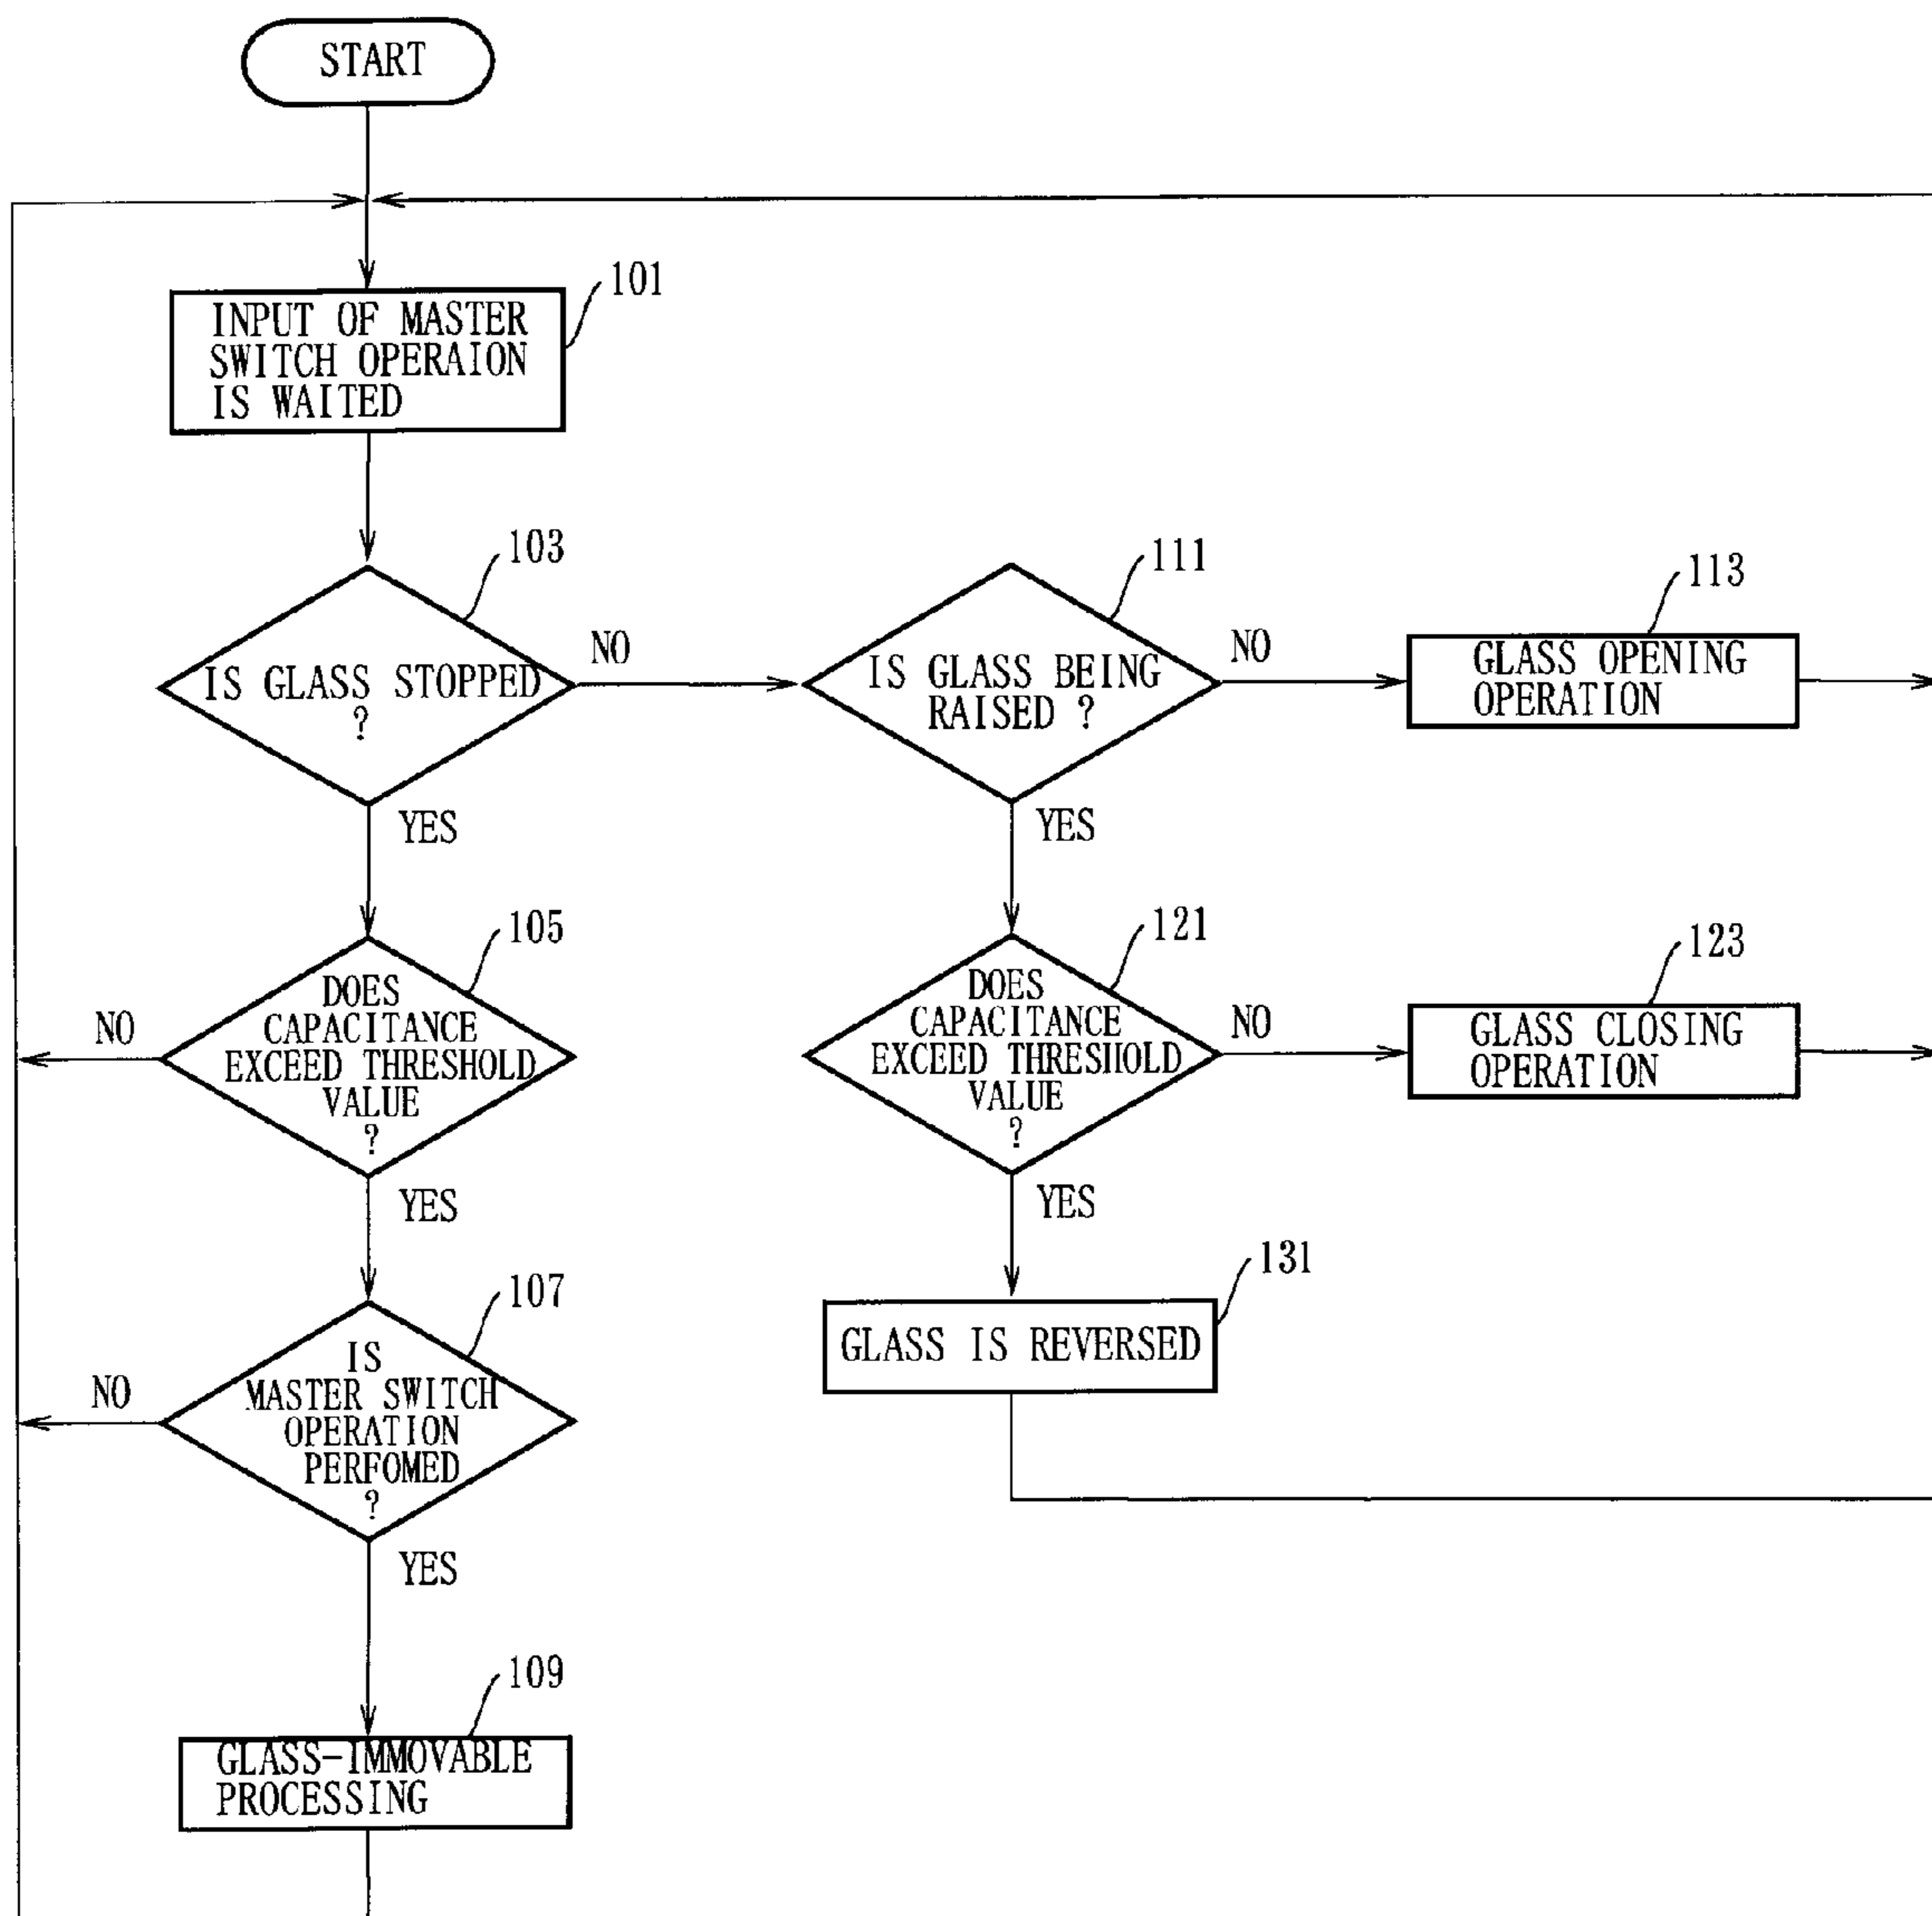 START
101
INPUT OF MASTER
SWITCH OPERAION
IS WAITED
103
IS GLASS STOPPED
?
NO
YES
111
IS GLASS BEING
RAISED ?
NO
YES
113
GLASS OPENING
OPERATION
105
DOES
CAPACITANCE
EXCEED THRESHOLD
VALUE
?
NO
YES
121
DOES
CAPACITANCE
EXCEED THRESHOLD
VALUE
?
NO
YES
123
GLASS CLOSING
OPERATION
107
IS
MASTER SWITCH
OPERATION
PERFOMED
?
NO
YES
131
GLASS IS REVERSED
109
GLASS-IMMOVABLE
PROCESSING